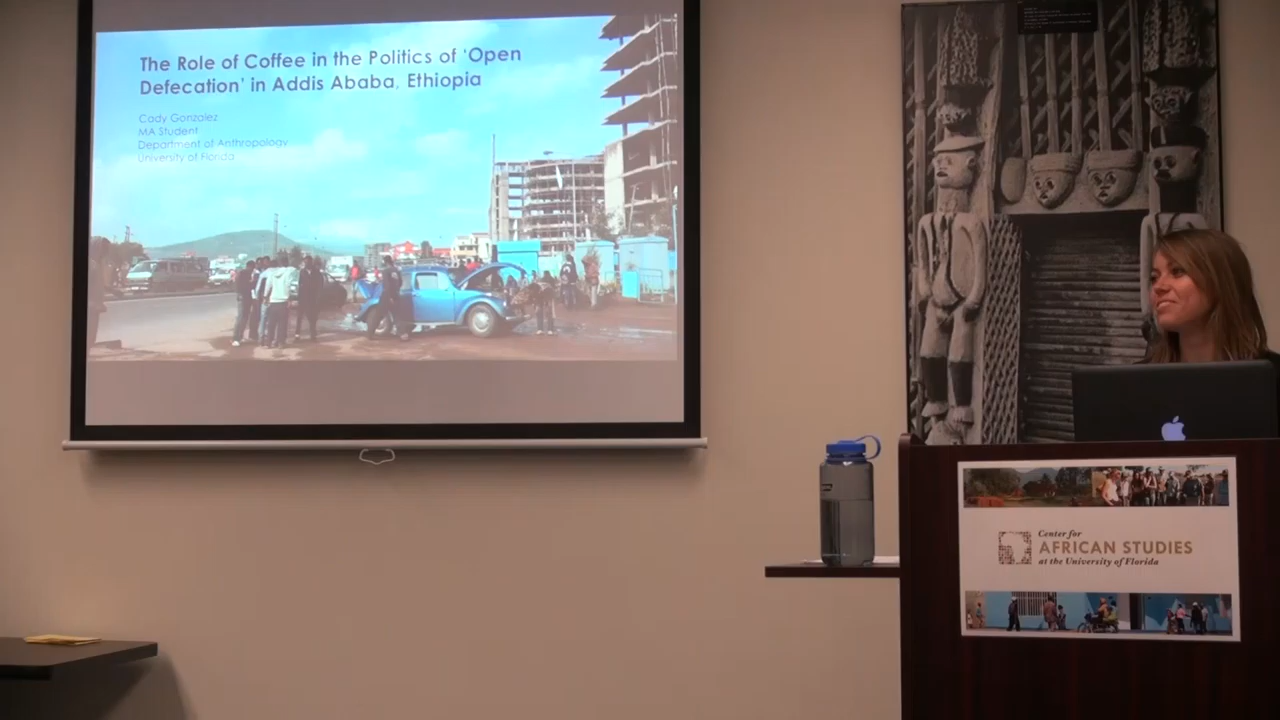 The Role of Coffee in the Politics of 'Open
Defecation' in Addis Ababa, Ethiopia
Cady Gonzalez
MA Student
Department of Anthropology
University of Florida
Center for
AFRICAN STUDIES
at the University of Florida